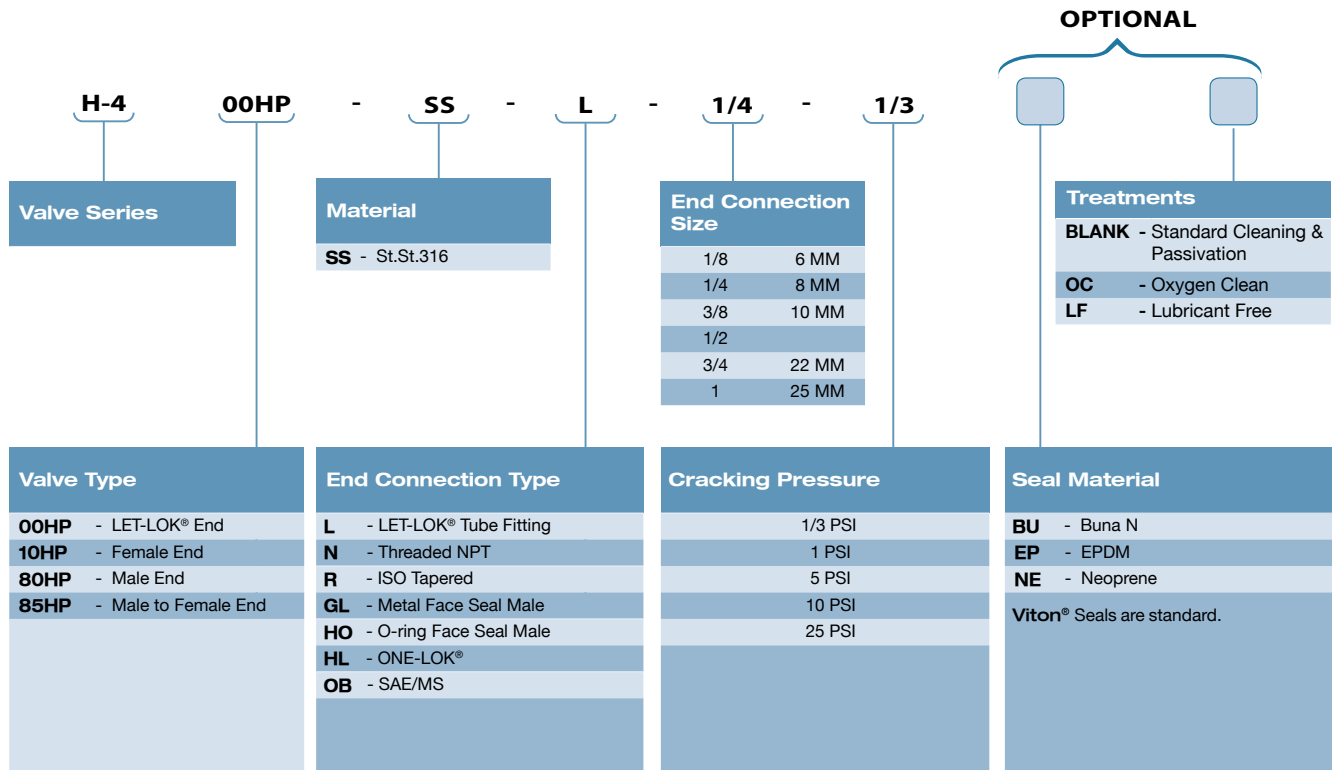 OPTIONAL
H-4 00HP - SS - L - 1/4 - 1/3
Valve Series
Material
SS - St.St.316
End Connection
Size
1/8 6 MM
1/4 8 MM
3/8 10 MM
1/2
3/4 22 MM
1 25 MM
Treatments
BLANK - Standard Cleaning &
Passivation
OC - Oxygen Clean
LF - Lubricant Free
Valve Type
00HP - LET-LOK® End
10HP - Female End
80HP - Male End
85HP - Male to Female End
End Connection Type
L - LET-LOK® Tube Fitting
N - Threaded NPT
R - ISO Tapered
GL - Metal Face Seal Male
HO - O-ring Face Seal Male
HL - ONE-LOK®
OB - SAE/MS
Cracking Pressure
1/3 PSI
1 PSI
5 PSI
10 PSI
25 PSI
Seal Material
BU - Buna N
EP - EPDM
NE - Neoprene
Viton® Seals are standard.